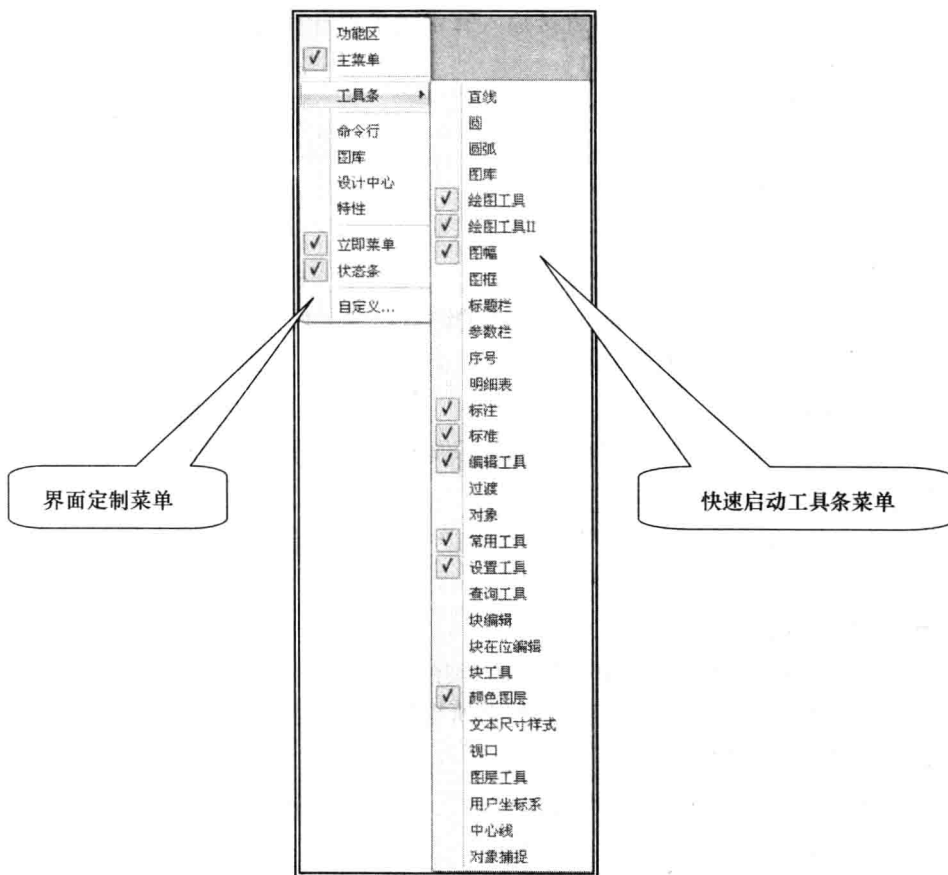 功能区
主菜单
工具条
命令行
图库
设计中心
特性
立即菜单
状态条
自定义...
直线
圆
圆弧
图库
绘图工具
绘图工具II
图幅
图框
标题栏
参数栏
序号
明细表
标注
标准
编辑工具
过渡
对象
常用工具
设置工具
查询工具
块编辑
块在位编辑
块工具
颜色图层
文本尺寸样式
视口
图层工具
用户坐标系
中心线
对象捕捉
界面定制菜单
快速启动工具条菜单